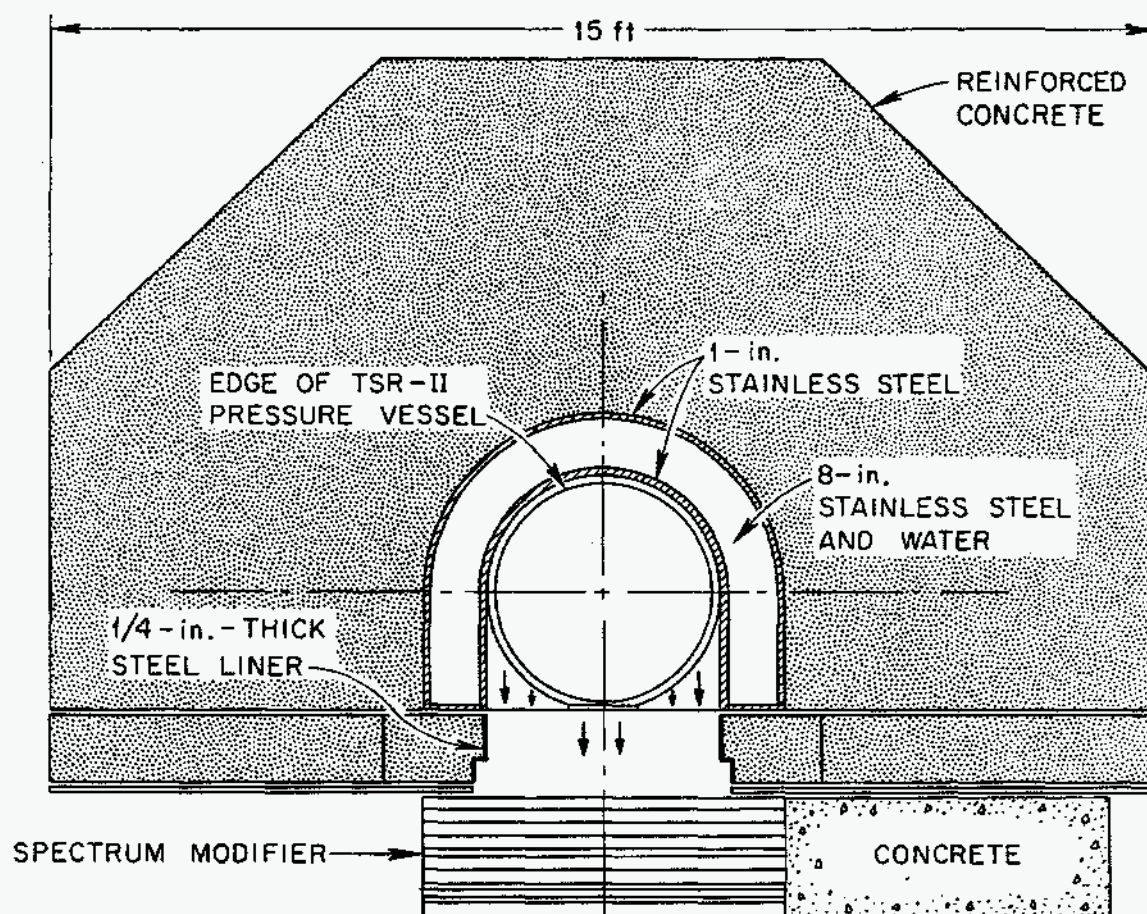 15 ft
REINFORCED
CONCRETE
1-in.
STAINLESS STEEL
EDGE OF TSR-II
PRESSURE VESSEL
8-in.
STAINLESS STEEL
AND WATER
1/4-in.-THICK
STEEL LINER
SPECTRUM MODIFIER
CONCRETE